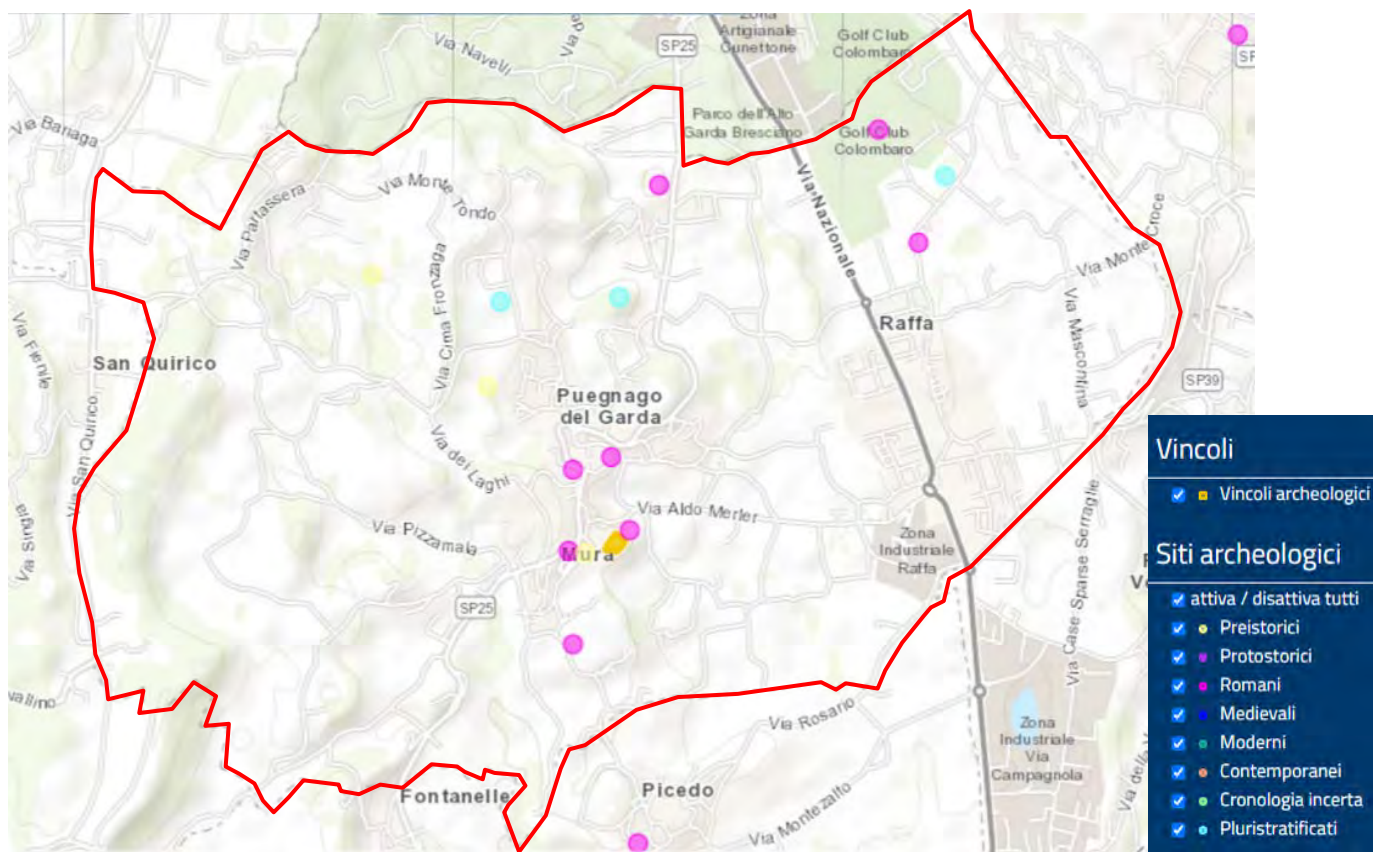 Zona
Artigianale
Cunettone
Golf Club
Colombaro
SP25
Via Navelli
Parco dell'Alto
Garda Bresciano
Golf Club
Colombaro
Via Bariaga
Via Monte
Tondo
Via Partassera
Via Nazionale
Via Monte Croce
Via Cima Fronzaga
Via Mascontina
Raffa
San Quirico
Via Fienile
SP39
Puegnago
del Garda
Via San Quirico
Via dei Laghi
Via Aldo Merler
Via Pizzamala
Mura
Zona
Industriale
Raffa
Via Case Sparse Serraglie
SP25
Via Rosario
Zona
Industriale
Via
Campagnola
Fontanelle
Picedo
Via Montezalto
Vincoli
Vincoli archeologici
Siti archeologici
attiva / disattiva tutti
Preistorici
Protostorici
Romani
Medievali
Moderni
Contemporanei
Cronologia incerta
Pluristratificati